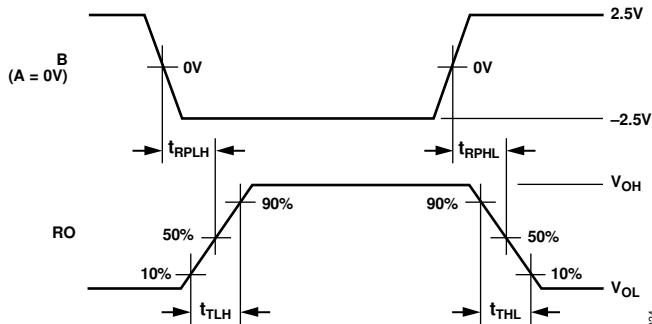 2.5V
B
(A = 0V)
0V
0V
–2.5V
tRPLH
tRPHL
VOH
90%
90%
RO
50%
50%
10%
10%
VOL
tTLH
tTHL